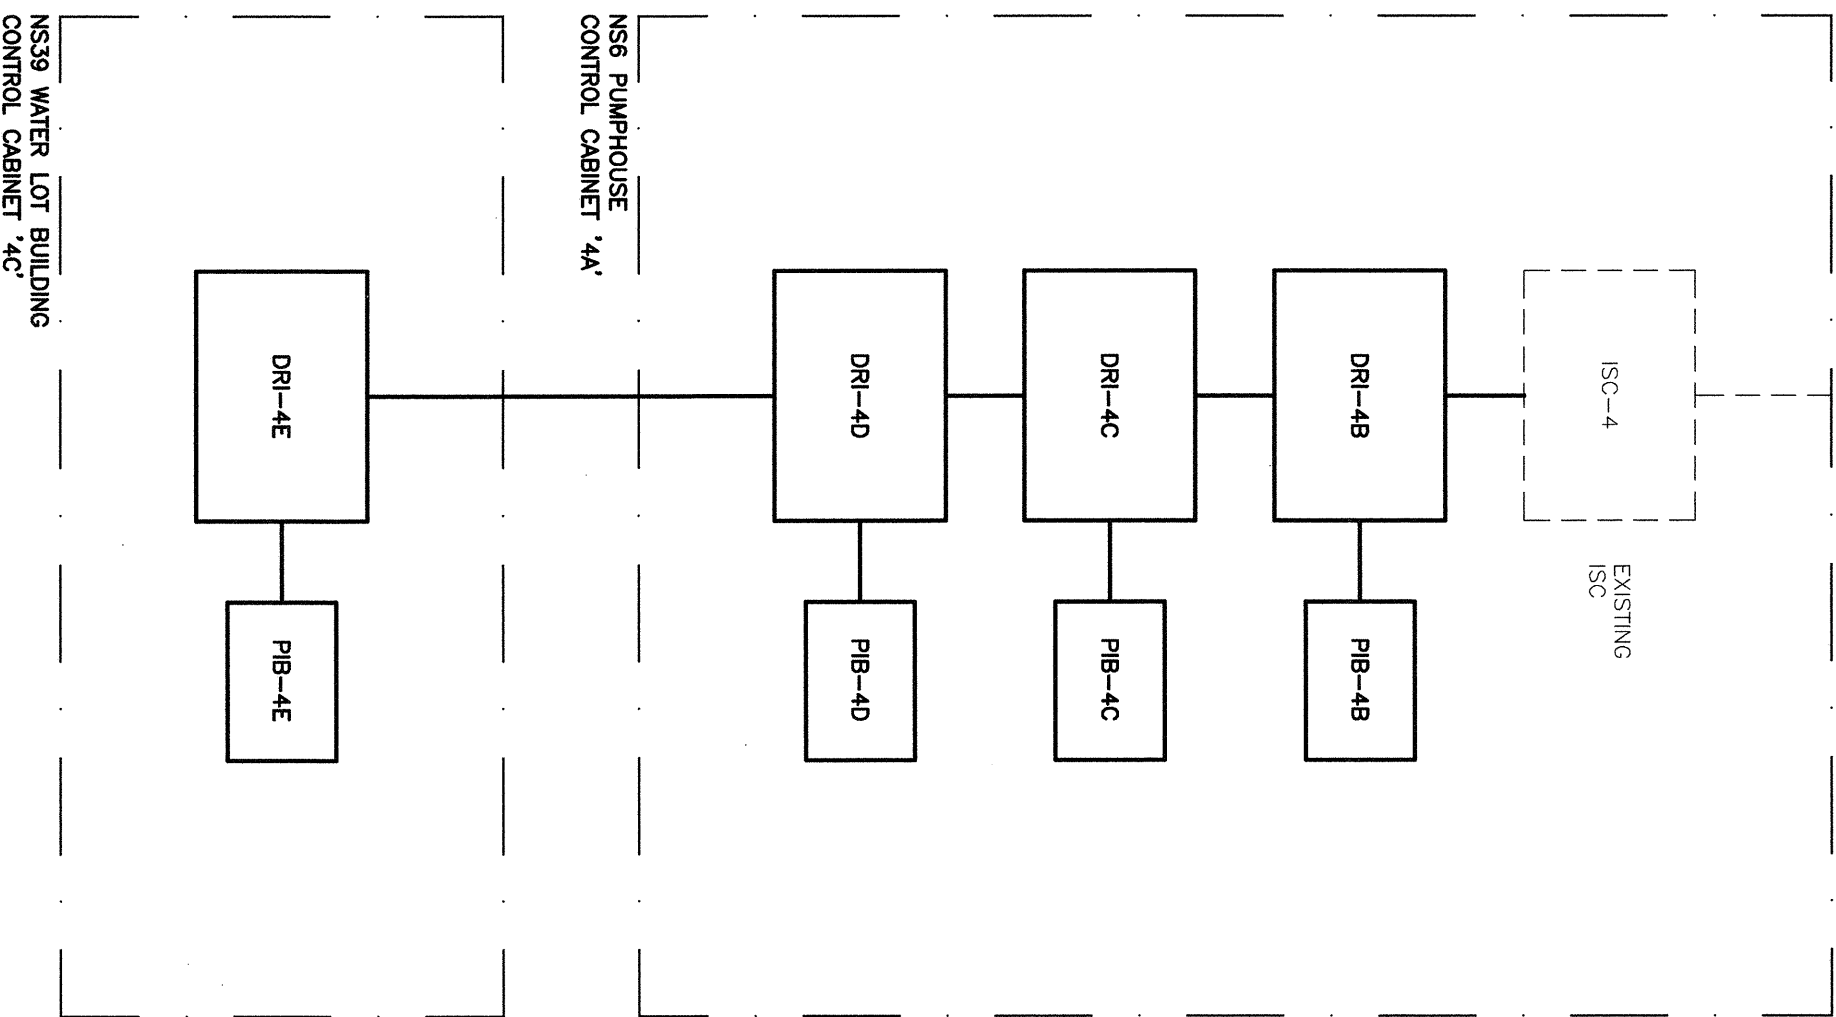 ISC-4
EXISTING
ISC
DRI-4B
PIB-4B
DRI-4C
PIB-4C
DRI-4D
PIB-4D
NS6 PUMPHOUSE
CONTROL CABINET '4A'
DRI-4E
PIB-4E
NS39 WATER LOT BUILDING
CONTROL CABINET '4C'